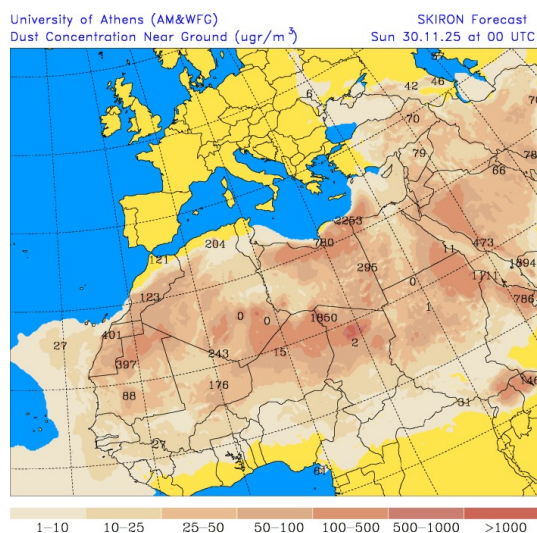 University of Athens (AM&WFG) SKIRON Forecast
Dust Concentration Near Ground (ugr/m³) Sun 30.11.25 at 00 UTC
6 42 46
70
79 78
66
2253
121 204 780 473
11
295 1894
1711
123 0 786
0 0 1850 1
401
27 243 15 2
397
176
88 146
31
27
1-10 10-25 25-50 50-100 100-500 500-1000 >1000